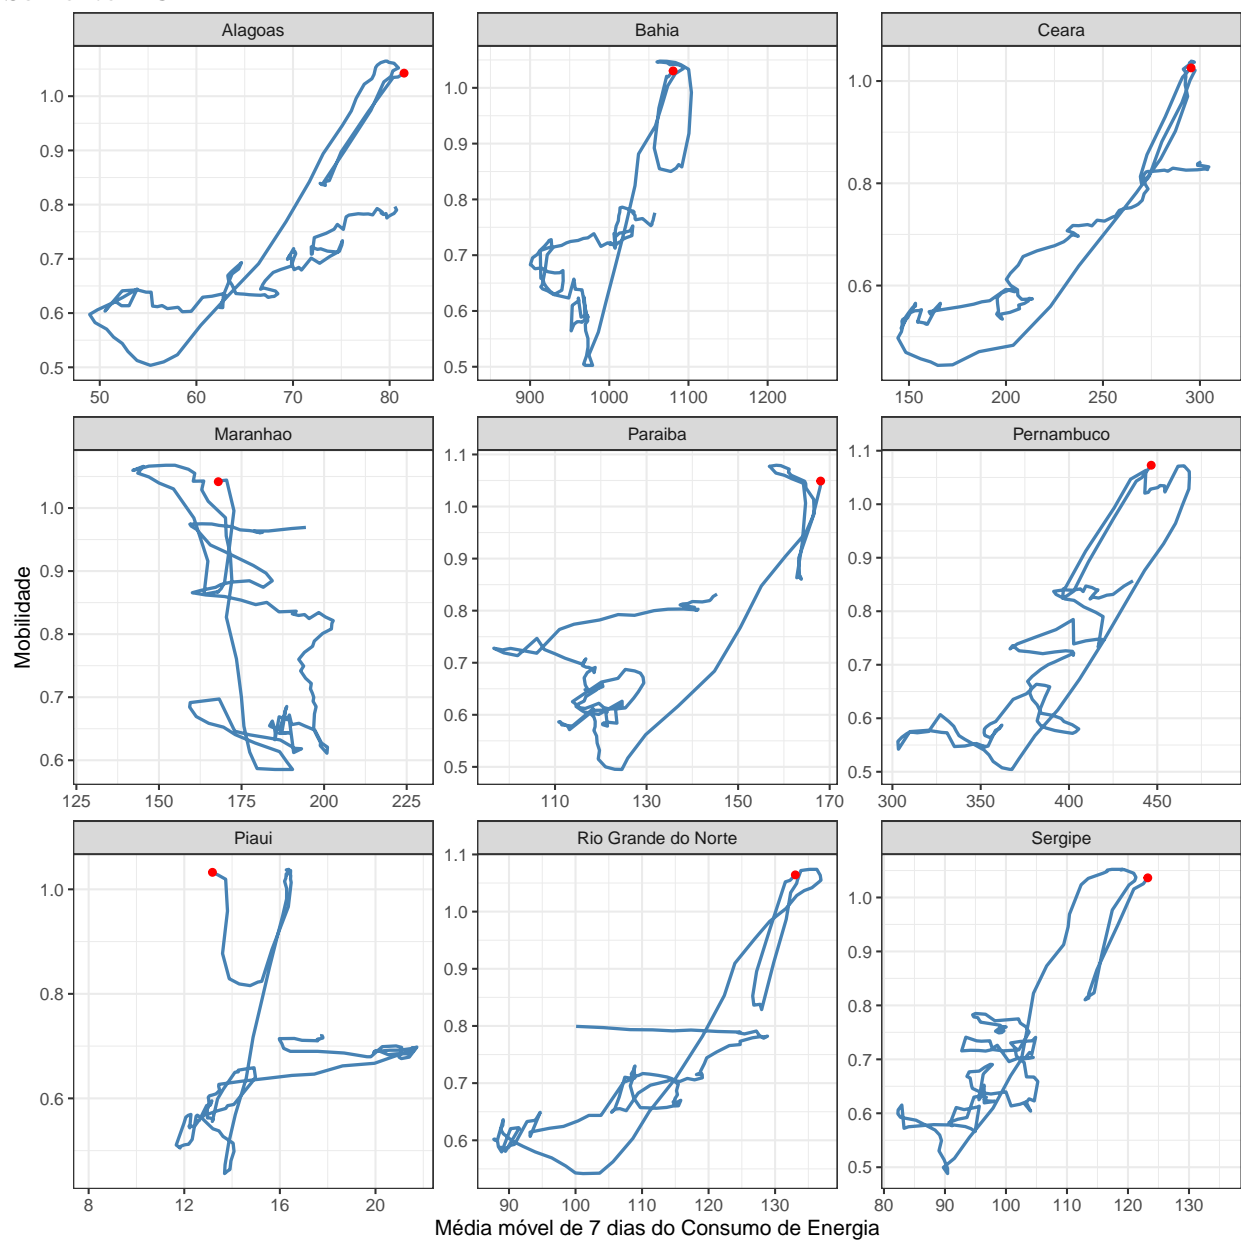 Alagoas Bahia Ceara
1.0 1.0 1.0
0.9 0.9
0.8 0.8 0.8
0.7 0.7
0.6 0.6 0.6
0.5 0.5
50 60 70 80 900 1000 1100 1200 150 200 250 300
Maranhao Paraiba Pernambuco
1.1 1.1
1.0 1.0 1.0
0.9 0.9 0.9
0.8 0.8 0.8
0.7 0.7 0.7
0.6 0.6 0.6
0.5 0.5
125 150 175 200 225 110 130 150 170 300 350 400 450
Mobilidade
Piaui Rio Grande do Norte Sergipe
1.1
1.0 1.0 1.0
0.9 0.9
0.8 0.8 0.8
0.7 0.7
0.6 0.6 0.6
0.5
8 12 16 20 90 100 110 120 130 80 90 100 110 120 130
Média móvel de 7 dias do Consumo de Energia